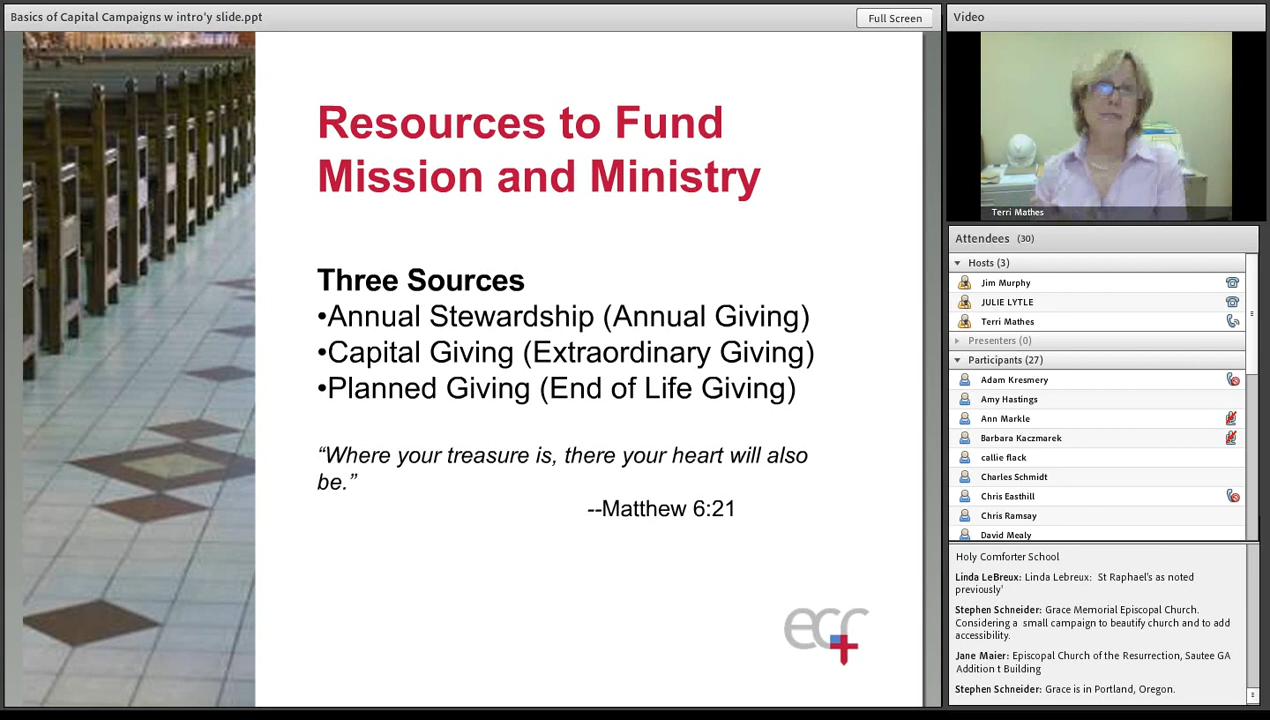 Basics of Capital Campaigns w intro'y slide.ppt
Full Screen
Resources to Fund
Mission and Ministry
Three Sources
•Annual Stewardship (Annual Giving)
•Capital Giving (Extraordinary Giving)
•Planned Giving (End of Life Giving)
“Where your treasure is, there your heart will also
be.”
--Matthew 6:21
ecf
Video
Terri Mathes
Attendees (30)
Hosts (3)
Jim Murphy
JULIE LYTLE
Terri Mathes
Presenters (0)
Participants (27)
Adam Kresmery
Amy Hastings
Ann Markle
Barbara Kaczmarek
callie flack
Charles Schmidt
Chris Easthill
Chris Ramsay
David Mealy
Holy Comforter School
Linda LeBreux: Linda Lebreux: St Raphael's as noted
previously'
Stephen Schneider: Grace Memorial Episcopal Church.
Considering a small campaign to beautify church and to add
accessibility.
Jane Maier: Episcopal Church of the Resurrection, Sautee GA
Addition t Building
Stephen Schneider: Grace is in Portland, Oregon.